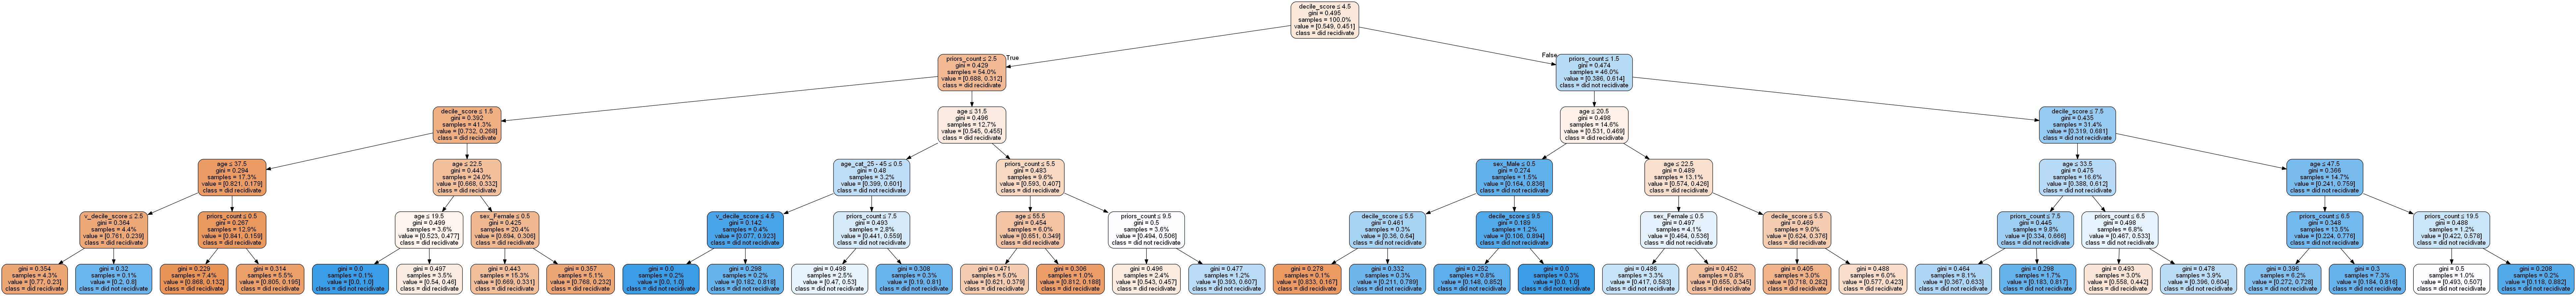 decile_score ≤ 4.5
gini = 0.495
samples = 100.0%
value = [0.549, 0.451]
class = did recidivate
True
False
priors_count ≤ 2.5
gini = 0.429
samples = 54.0%
value = [0.688, 0.312]
class = did recidivate
priors_count ≤ 1.5
gini = 0.474
samples = 46.0%
value = [0.386, 0.614]
class = did not recidivate
decile_score ≤ 1.5
gini = 0.392
samples = 41.3%
value = [0.732, 0.268]
class = did recidivate
age ≤ 31.5
gini = 0.496
samples = 12.7%
value = [0.545, 0.455]
class = did recidivate
age ≤ 20.5
gini = 0.498
samples = 14.6%
value = [0.531, 0.469]
class = did recidivate
decile_score ≤ 7.5
gini = 0.435
samples = 31.4%
value = [0.319, 0.681]
class = did not recidivate
age ≤ 37.5
gini = 0.294
samples = 17.3%
value = [0.821, 0.179]
class = did recidivate
age ≤ 22.5
gini = 0.443
samples = 24.0%
value = [0.668, 0.332]
class = did recidivate
age_cat_25 - 45 ≤ 0.5
gini = 0.48
samples = 3.2%
value = [0.399, 0.601]
class = did not recidivate
priors_count ≤ 5.5
gini = 0.483
samples = 9.6%
value = [0.593, 0.407]
class = did recidivate
sex_Male ≤ 0.5
gini = 0.274
samples = 1.5%
value = [0.164, 0.836]
class = did not recidivate
age ≤ 22.5
gini = 0.489
samples = 13.1%
value = [0.574, 0.426]
class = did recidivate
age ≤ 33.5
gini = 0.475
samples = 16.6%
value = [0.388, 0.612]
class = did not recidivate
age ≤ 47.5
gini = 0.366
samples = 14.7%
value = [0.241, 0.759]
class = did not recidivate
v_decile_score ≤ 2.5
gini = 0.364
samples = 4.4%
value = [0.761, 0.239]
class = did recidivate
priors_count ≤ 0.5
gini = 0.267
samples = 12.9%
value = [0.841, 0.159]
class = did recidivate
age ≤ 19.5
gini = 0.499
samples = 3.6%
value = [0.523, 0.477]
class = did recidivate
sex_Female ≤ 0.5
gini = 0.425
samples = 20.4%
value = [0.694, 0.306]
class = did recidivate
v_decile_score ≤ 4.5
gini = 0.142
samples = 0.4%
value = [0.077, 0.923]
class = did not recidivate
priors_count ≤ 7.5
gini = 0.493
samples = 2.8%
value = [0.441, 0.559]
class = did not recidivate
age ≤ 55.5
gini = 0.454
samples = 6.0%
value = [0.651, 0.349]
class = did recidivate
priors_count ≤ 9.5
gini = 0.5
samples = 3.6%
value = [0.494, 0.506]
class = did not recidivate
decile_score ≤ 5.5
gini = 0.461
samples = 0.3%
value = [0.36, 0.64]
class = did not recidivate
decile_score ≤ 9.5
gini = 0.189
samples = 1.2%
value = [0.106, 0.894]
class = did not recidivate
sex_Female ≤ 0.5
gini = 0.497
samples = 4.1%
value = [0.464, 0.536]
class = did not recidivate
decile_score ≤ 5.5
gini = 0.469
samples = 9.0%
value = [0.624, 0.376]
class = did recidivate
priors_count ≤ 7.5
gini = 0.445
samples = 9.8%
value = [0.334, 0.666]
class = did not recidivate
priors_count ≤ 6.5
gini = 0.498
samples = 6.8%
value = [0.467, 0.533]
class = did not recidivate
priors_count ≤ 6.5
gini = 0.348
samples = 13.5%
value = [0.224, 0.776]
class = did not recidivate
priors_count ≤ 19.5
gini = 0.488
samples = 1.2%
value = [0.422, 0.578]
class = did not recidivate
gini = 0.354
samples = 4.3%
value = [0.77, 0.23]
class = did recidivate
gini = 0.32
samples = 0.1%
value = [0.2, 0.8]
class = did not recidivate
gini = 0.229
samples = 7.4%
value = [0.868, 0.132]
class = did recidivate
gini = 0.314
samples = 5.5%
value = [0.805, 0.195]
class = did recidivate
gini = 0.0
samples = 0.1%
value = [0.0, 1.0]
class = did not recidivate
gini = 0.497
samples = 3.5%
value = [0.54, 0.46]
class = did recidivate
gini = 0.443
samples = 15.3%
value = [0.669, 0.331]
class = did recidivate
gini = 0.357
samples = 5.1%
value = [0.768, 0.232]
class = did recidivate
gini = 0.0
samples = 0.2%
value = [0.0, 1.0]
class = did not recidivate
gini = 0.298
samples = 0.2%
value = [0.182, 0.818]
class = did not recidivate
gini = 0.498
samples = 2.5%
value = [0.47, 0.53]
class = did not recidivate
gini = 0.308
samples = 0.3%
value = [0.19, 0.81]
class = did not recidivate
gini = 0.471
samples = 5.0%
value = [0.621, 0.379]
class = did recidivate
gini = 0.306
samples = 1.0%
value = [0.812, 0.188]
class = did recidivate
gini = 0.496
samples = 2.4%
value = [0.543, 0.457]
class = did recidivate
gini = 0.477
samples = 1.2%
value = [0.393, 0.607]
class = did not recidivate
gini = 0.278
samples = 0.1%
value = [0.833, 0.167]
class = did recidivate
gini = 0.332
samples = 0.3%
value = [0.211, 0.789]
class = did not recidivate
gini = 0.252
samples = 0.8%
value = [0.148, 0.852]
class = did not recidivate
gini = 0.0
samples = 0.3%
value = [0.0, 1.0]
class = did not recidivate
gini = 0.486
samples = 3.3%
value = [0.417, 0.583]
class = did not recidivate
gini = 0.452
samples = 0.8%
value = [0.655, 0.345]
class = did recidivate
gini = 0.405
samples = 3.0%
value = [0.718, 0.282]
class = did recidivate
gini = 0.488
samples = 6.0%
value = [0.577, 0.423]
class = did recidivate
gini = 0.464
samples = 8.1%
value = [0.367, 0.633]
class = did not recidivate
gini = 0.298
samples = 1.7%
value = [0.183, 0.817]
class = did not recidivate
gini = 0.493
samples = 3.0%
value = [0.558, 0.442]
class = did recidivate
gini = 0.478
samples = 3.9%
value = [0.396, 0.604]
class = did not recidivate
gini = 0.396
samples = 6.2%
value = [0.272, 0.728]
class = did not recidivate
gini = 0.3
samples = 7.3%
value = [0.184, 0.816]
class = did not recidivate
gini = 0.5
samples = 1.0%
value = [0.493, 0.507]
class = did not recidivate
gini = 0.208
samples = 0.2%
value = [0.118, 0.882]
class = did not recidivate